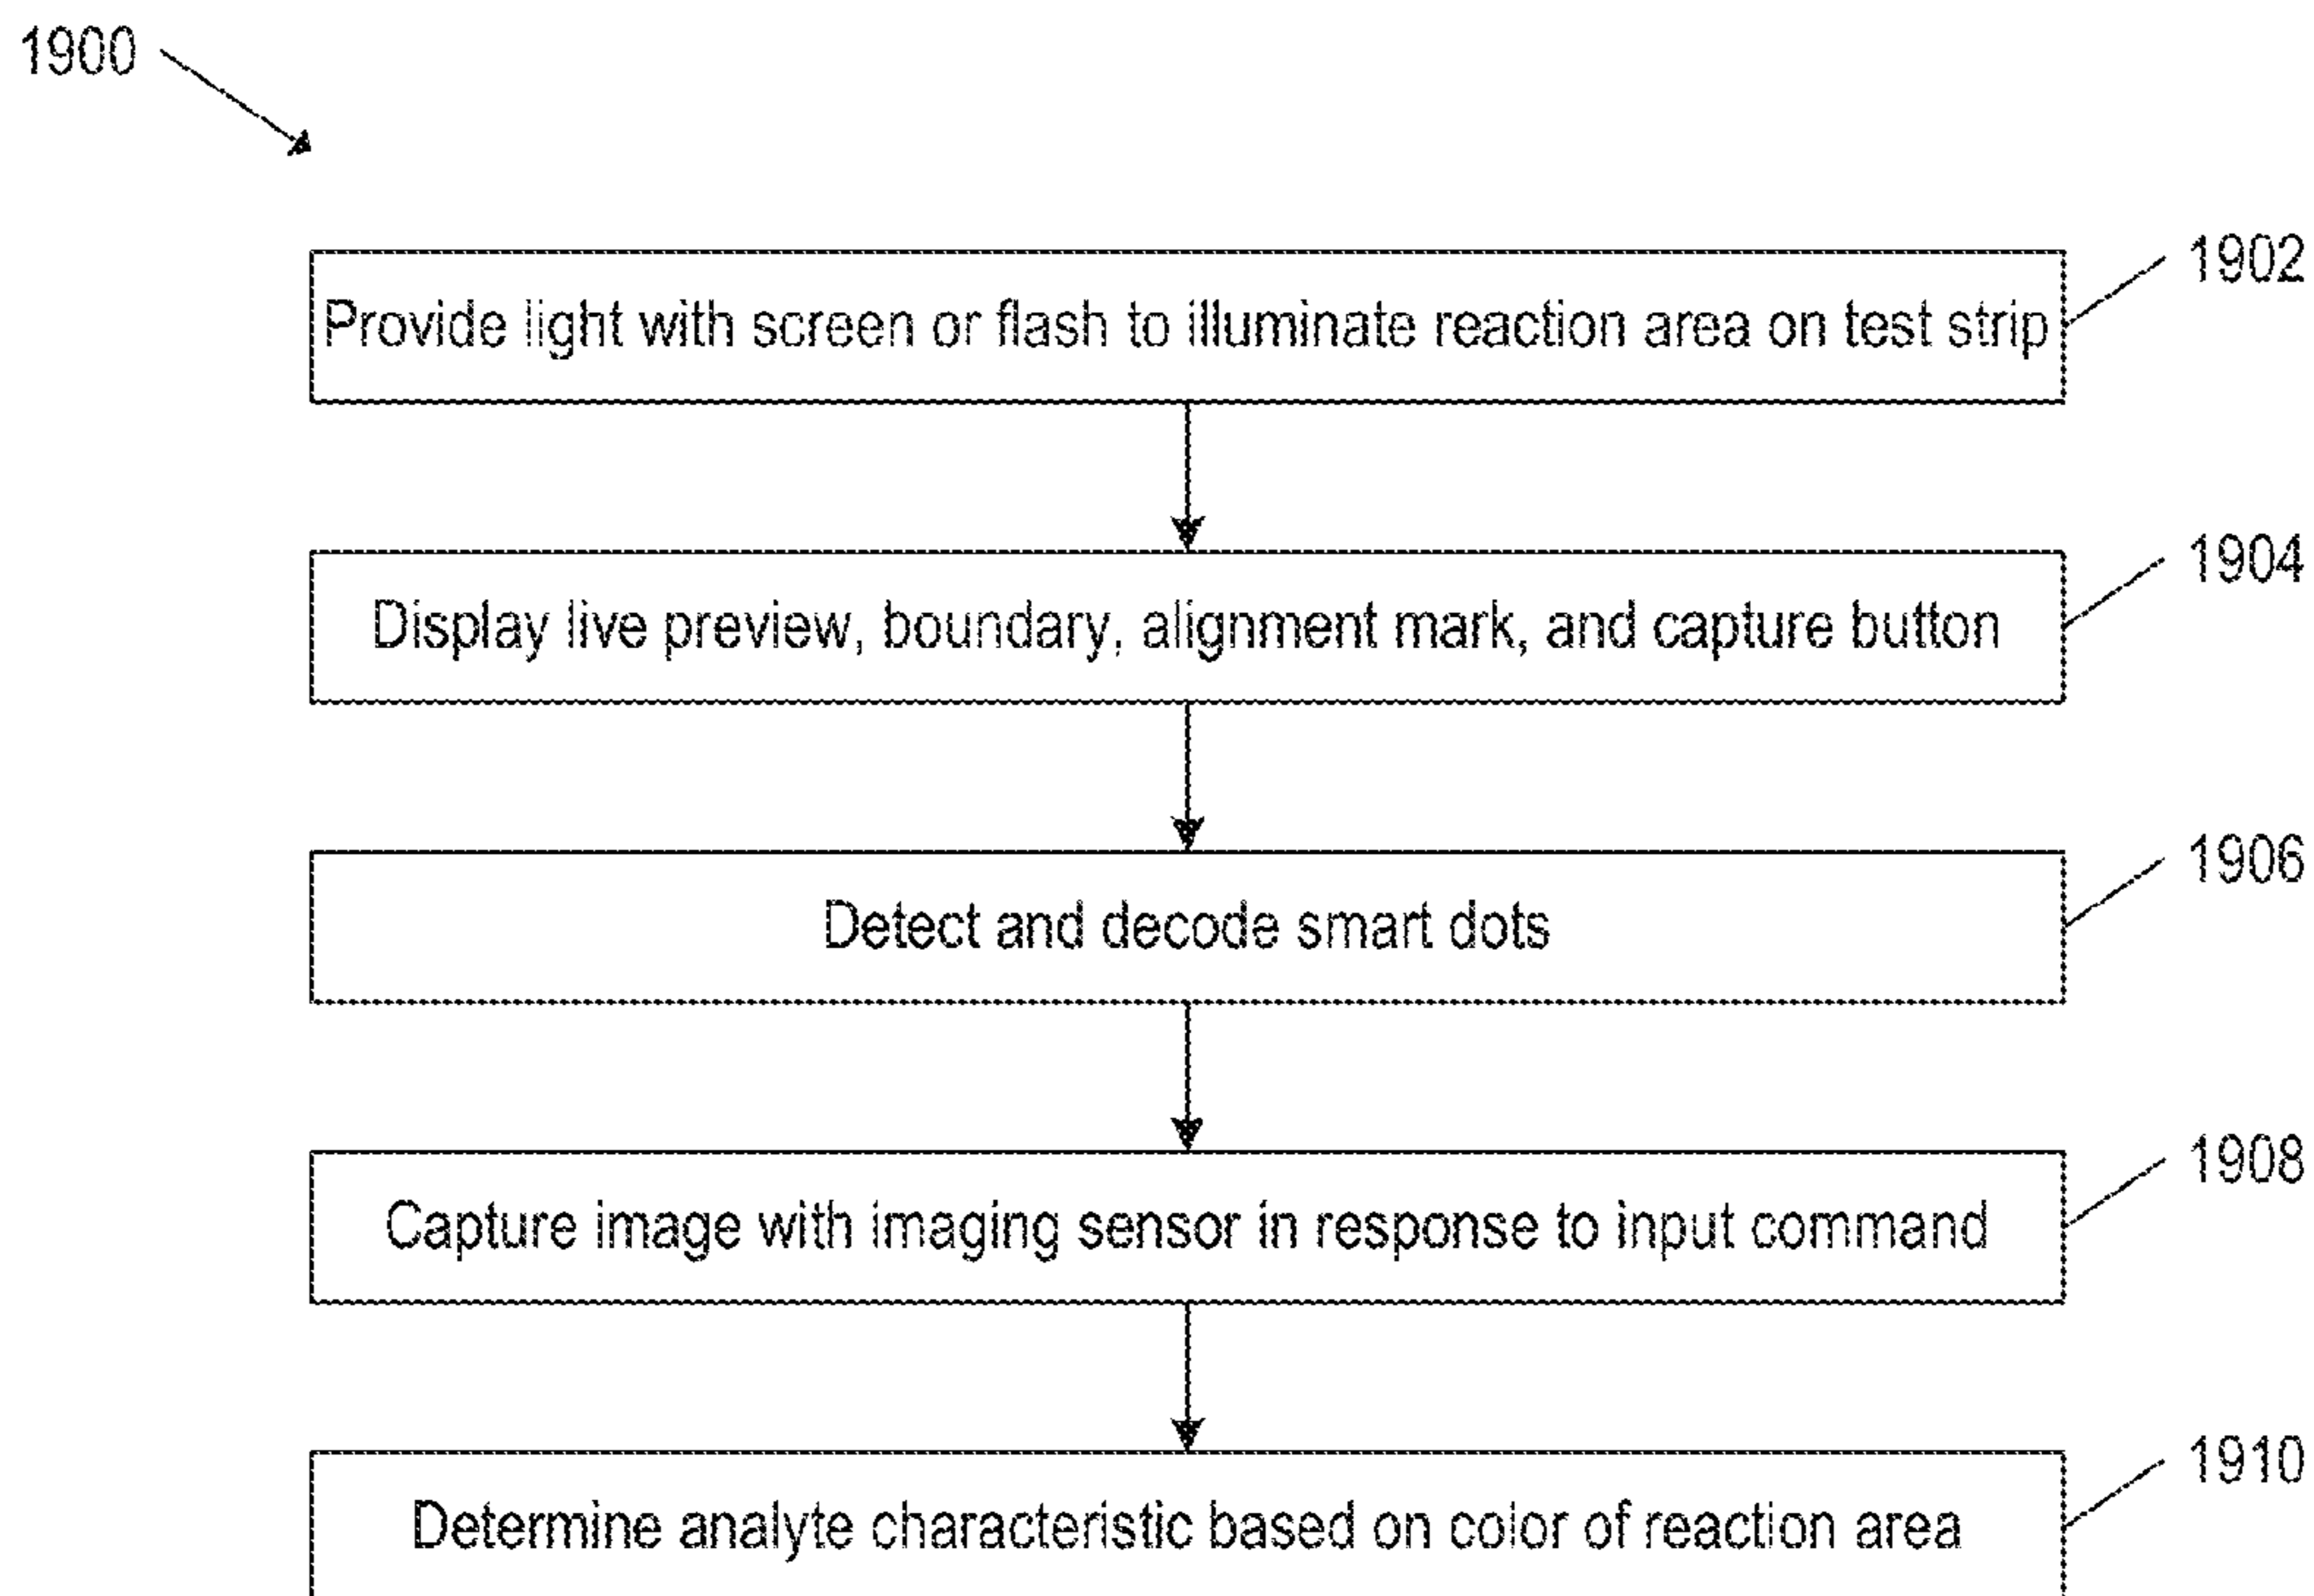 1900
1902
Provide light with screen or flash to illuminate reaction area on test strip
1904
Display live preview, boundary, alignment mark, and capture button
1906
Detect and decode smart dots
1908
Capture image with imaging sensor in response to input command
1910
Determine analyte characteristic based on color of reaction area